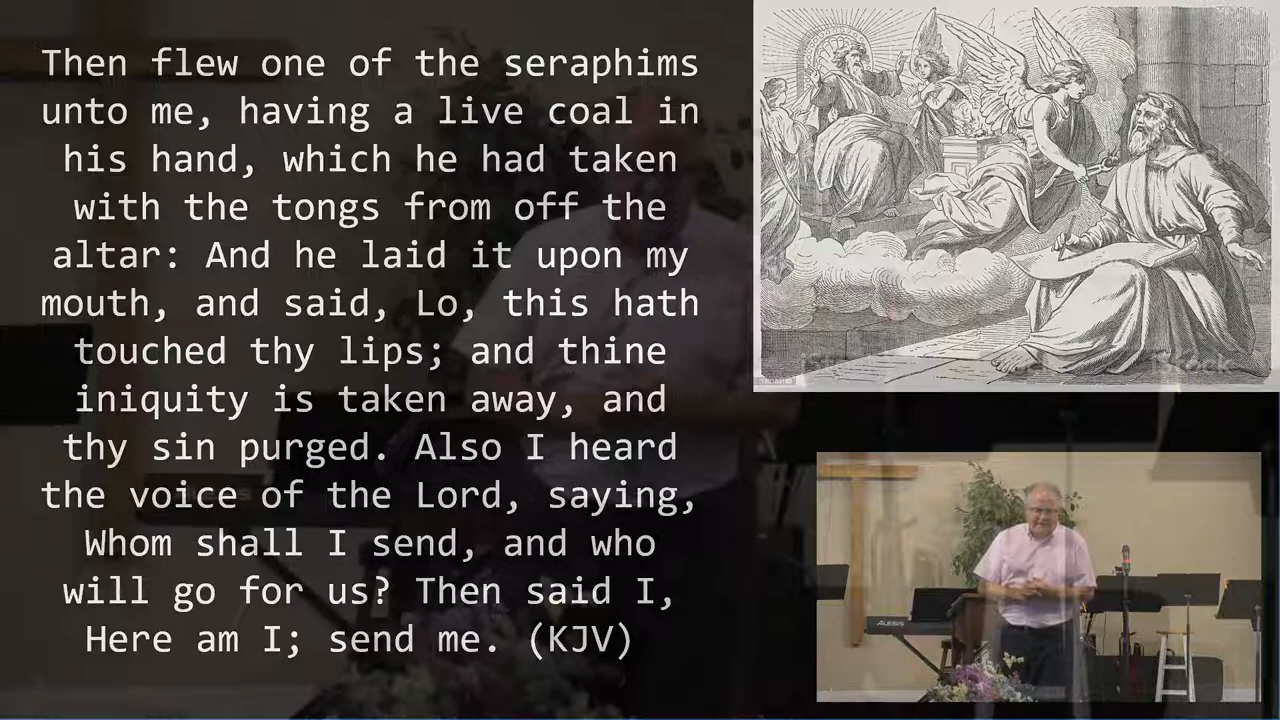 Then flew one of the seraphims
unto me, having a live coal in
his hand, which he had taken
with the tongs from off the
altar: And he laid it upon my
mouth, and said, Lo, this hath
touched thy lips; and thine
iniquity is taken away, and
thy sin purged. Also I heard
the voice of the Lord, saying,
Whom shall I send, and who
will go for us? Then said I,
Here am I; send me. (KJV)
ALESIS